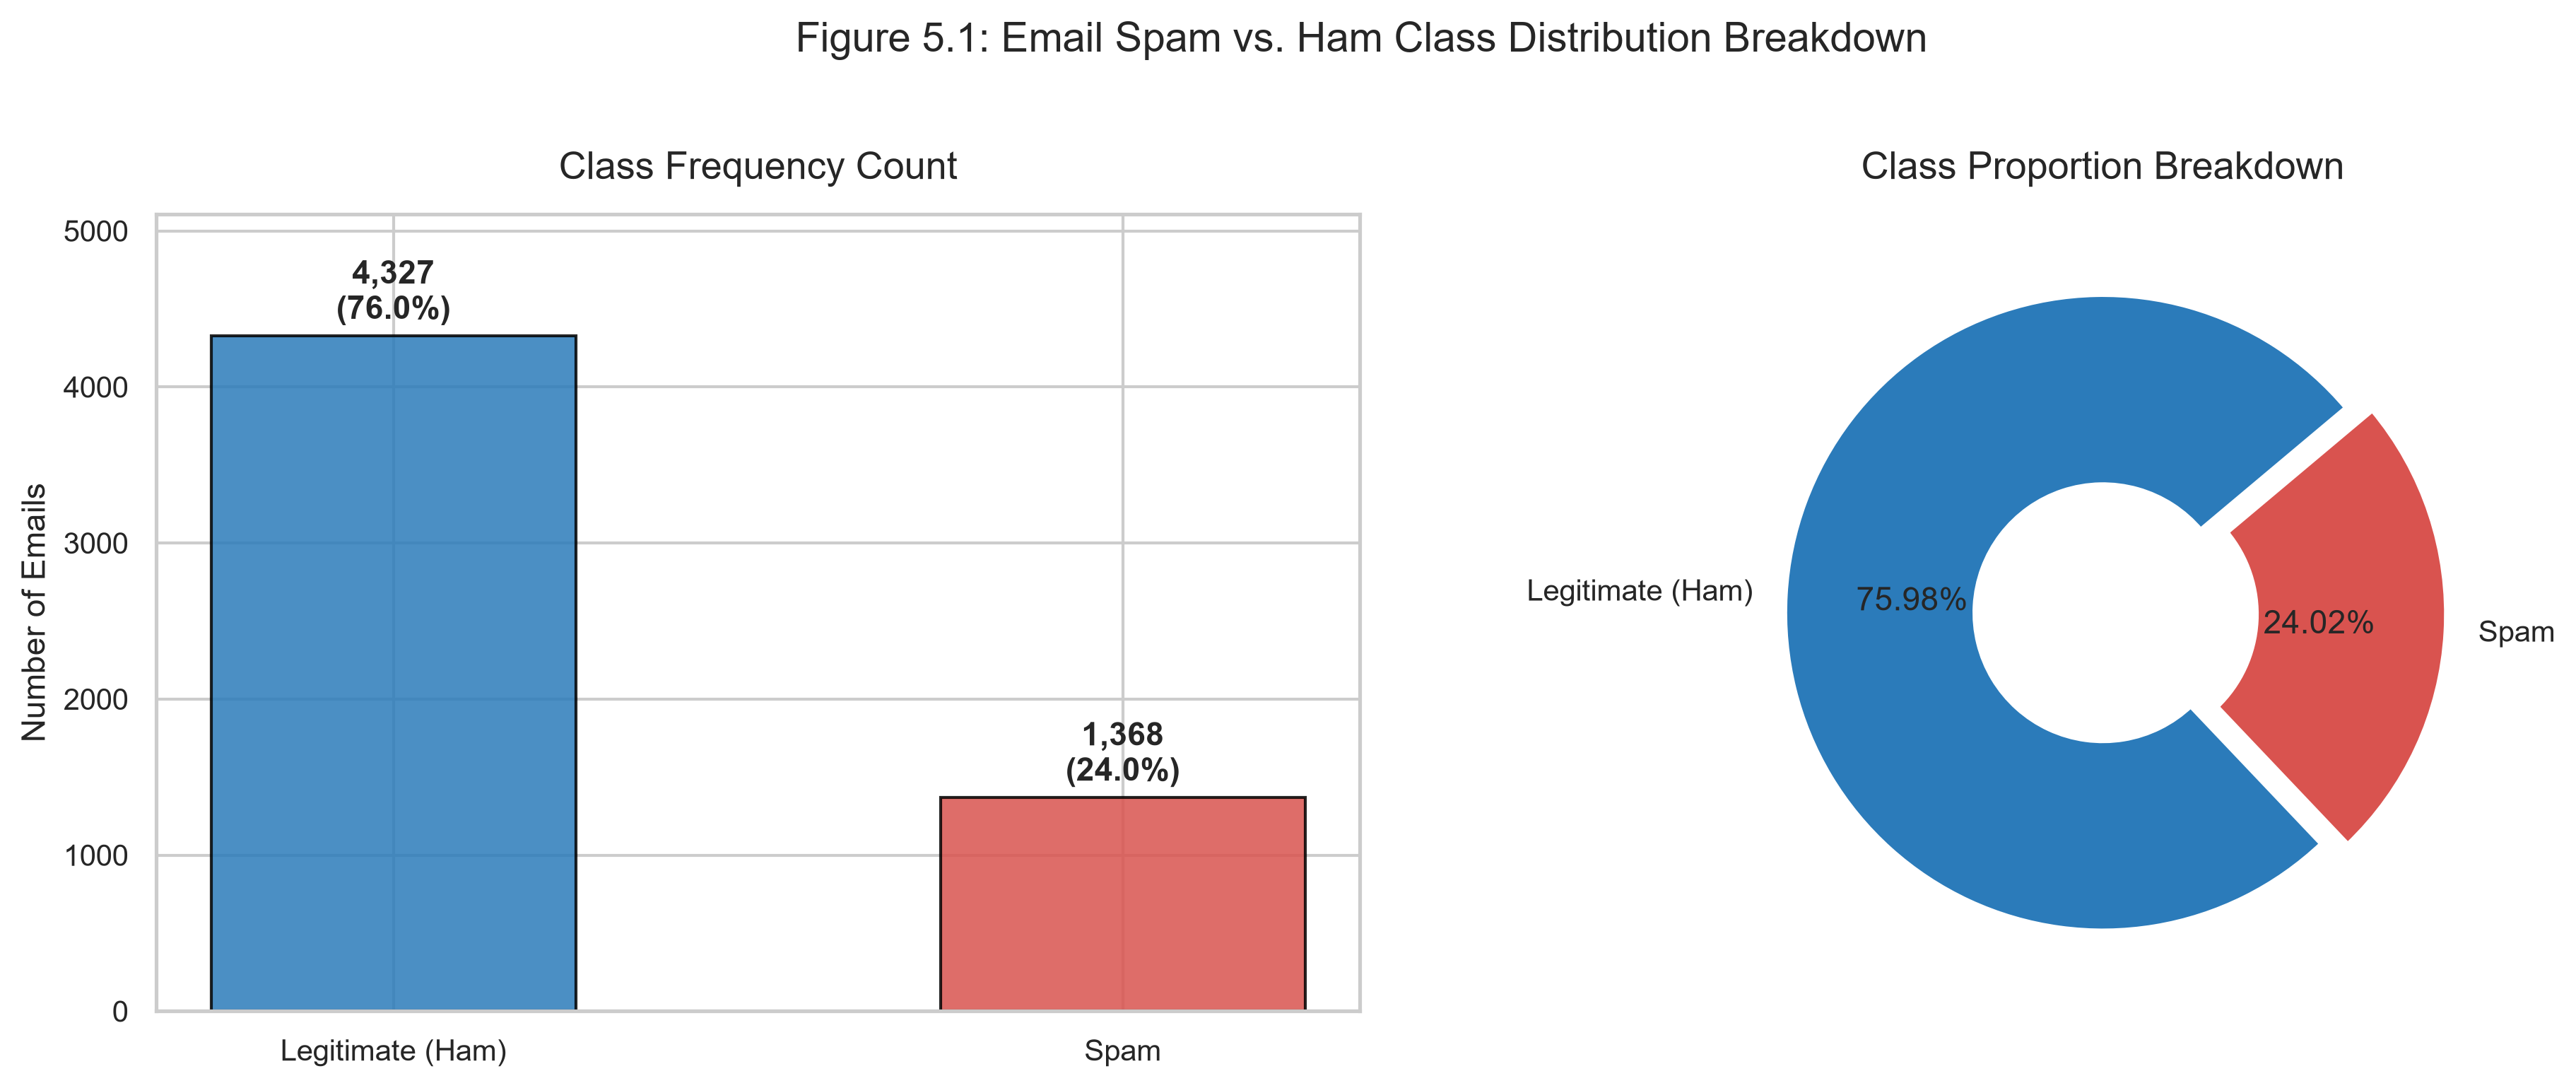 Figure 5.1: Email Spam vs. Ham Class Distribution Breakdown
Class Frequency Count
Number of Emails
5000
4000
3000
2000
1000
0
4,327
(76.0%)
1,368
(24.0%)
Legitimate (Ham)
Spam
Class Proportion Breakdown
Legitimate (Ham)
75.98%
24.02%
Spam